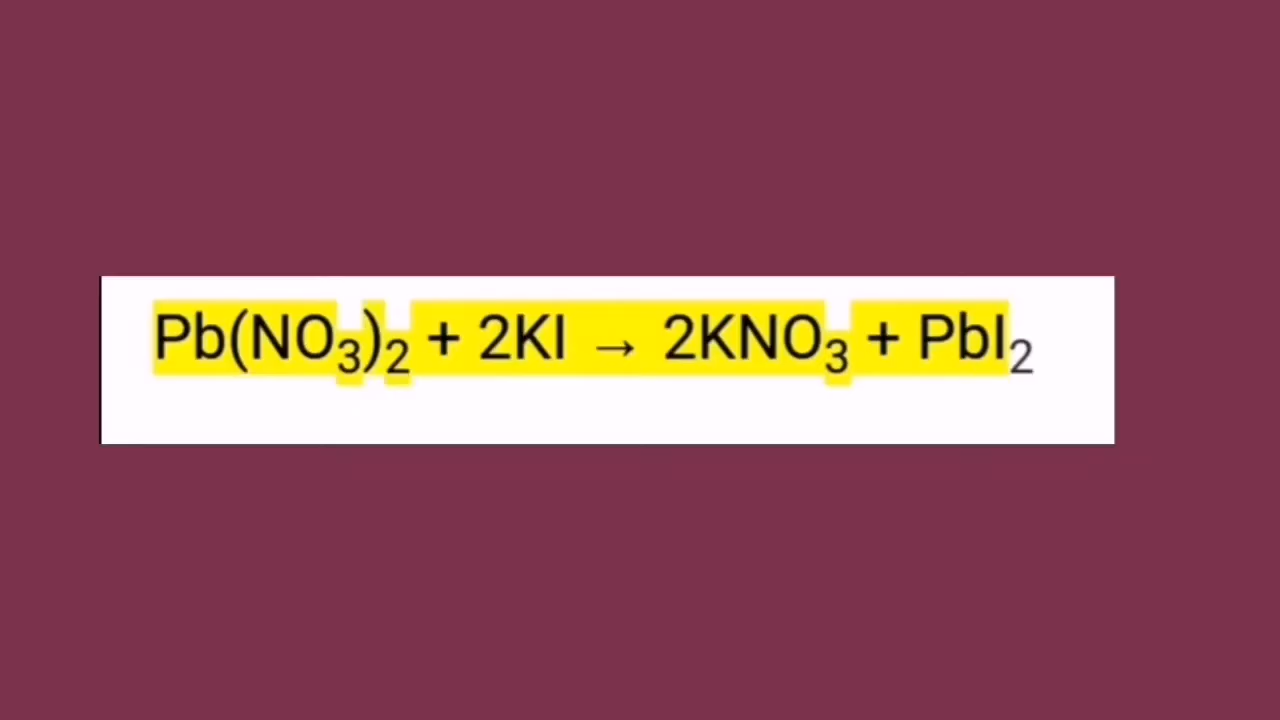 Pb(NO₃)₂ + 2KI → 2KNO₃ + PbI₂